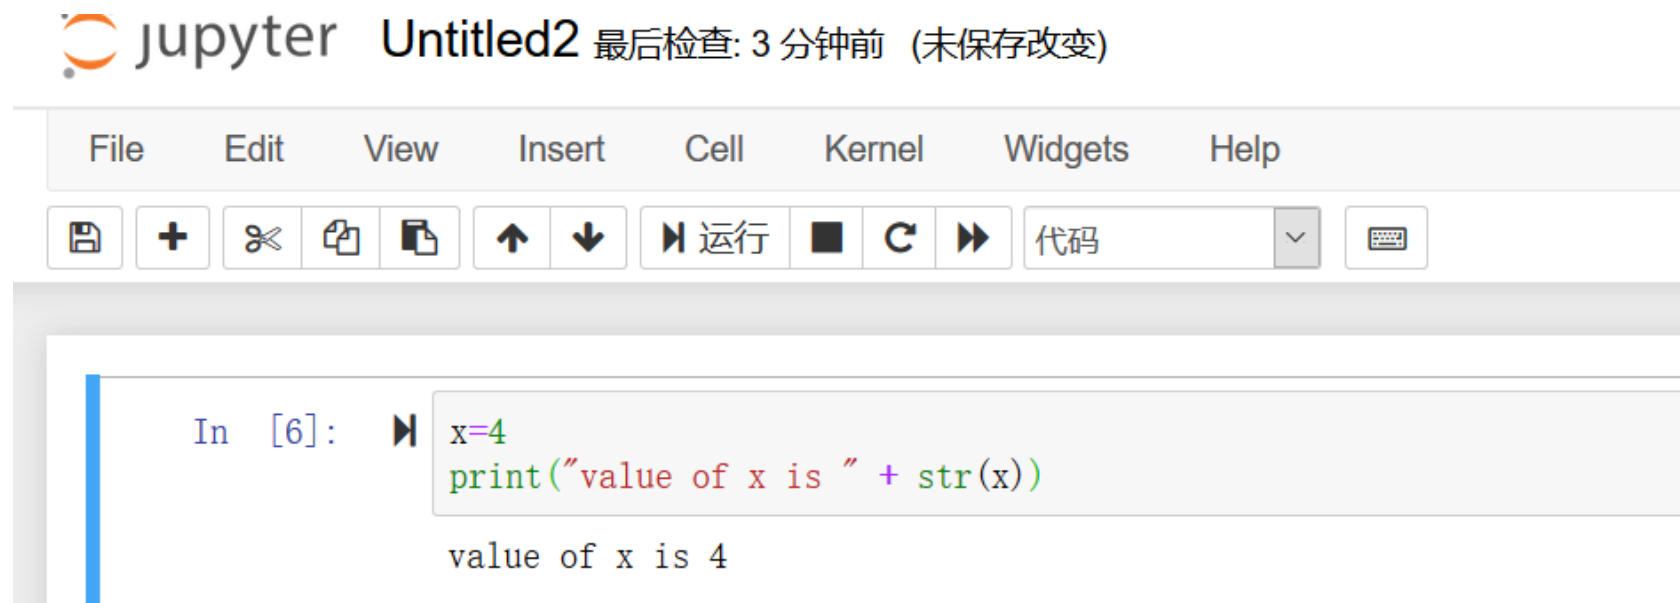 jupyter Untitled2 最后检查: 3 分钟前 (未保存改变)
File Edit View Insert Cell Kernel Widgets Help
运行 代码
In [6]: x=4
print("value of x is " + str(x))
value of x is 4